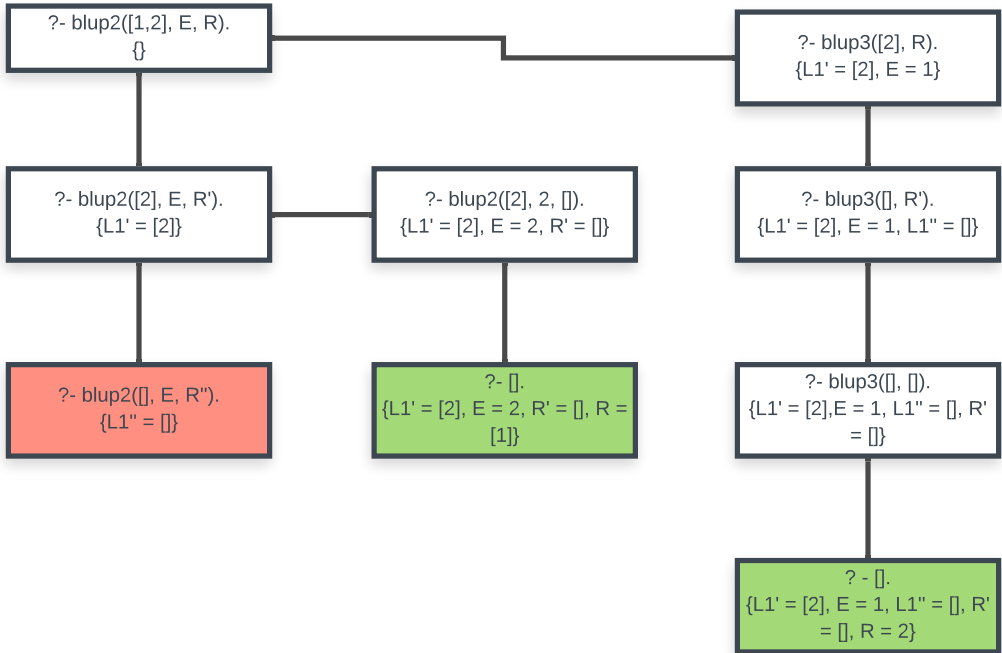 ?- blup2([1,2], E, R).
{}
?- blup3([2], R).
{L1' = [2], E = 1}
?- blup2([2], E, R').
{L1' = [2]}
?- blup2([2], 2, []).
{L1' = [2], E = 2, R' = []}
?- blup3([], R').
{L1' = [2], E = 1, L1'' = []}
?- blup2([], E, R'').
{L1'' = []}
?- [].
{L1' = [2], E = 2, R' = [], R =
[1]}
?- blup3([], []).
{L1' = [2],E = 1, L1'' = [], R'
= []}
? - [].
{L1' = [2], E = 1, L1'' = [], R'
= [], R = 2}